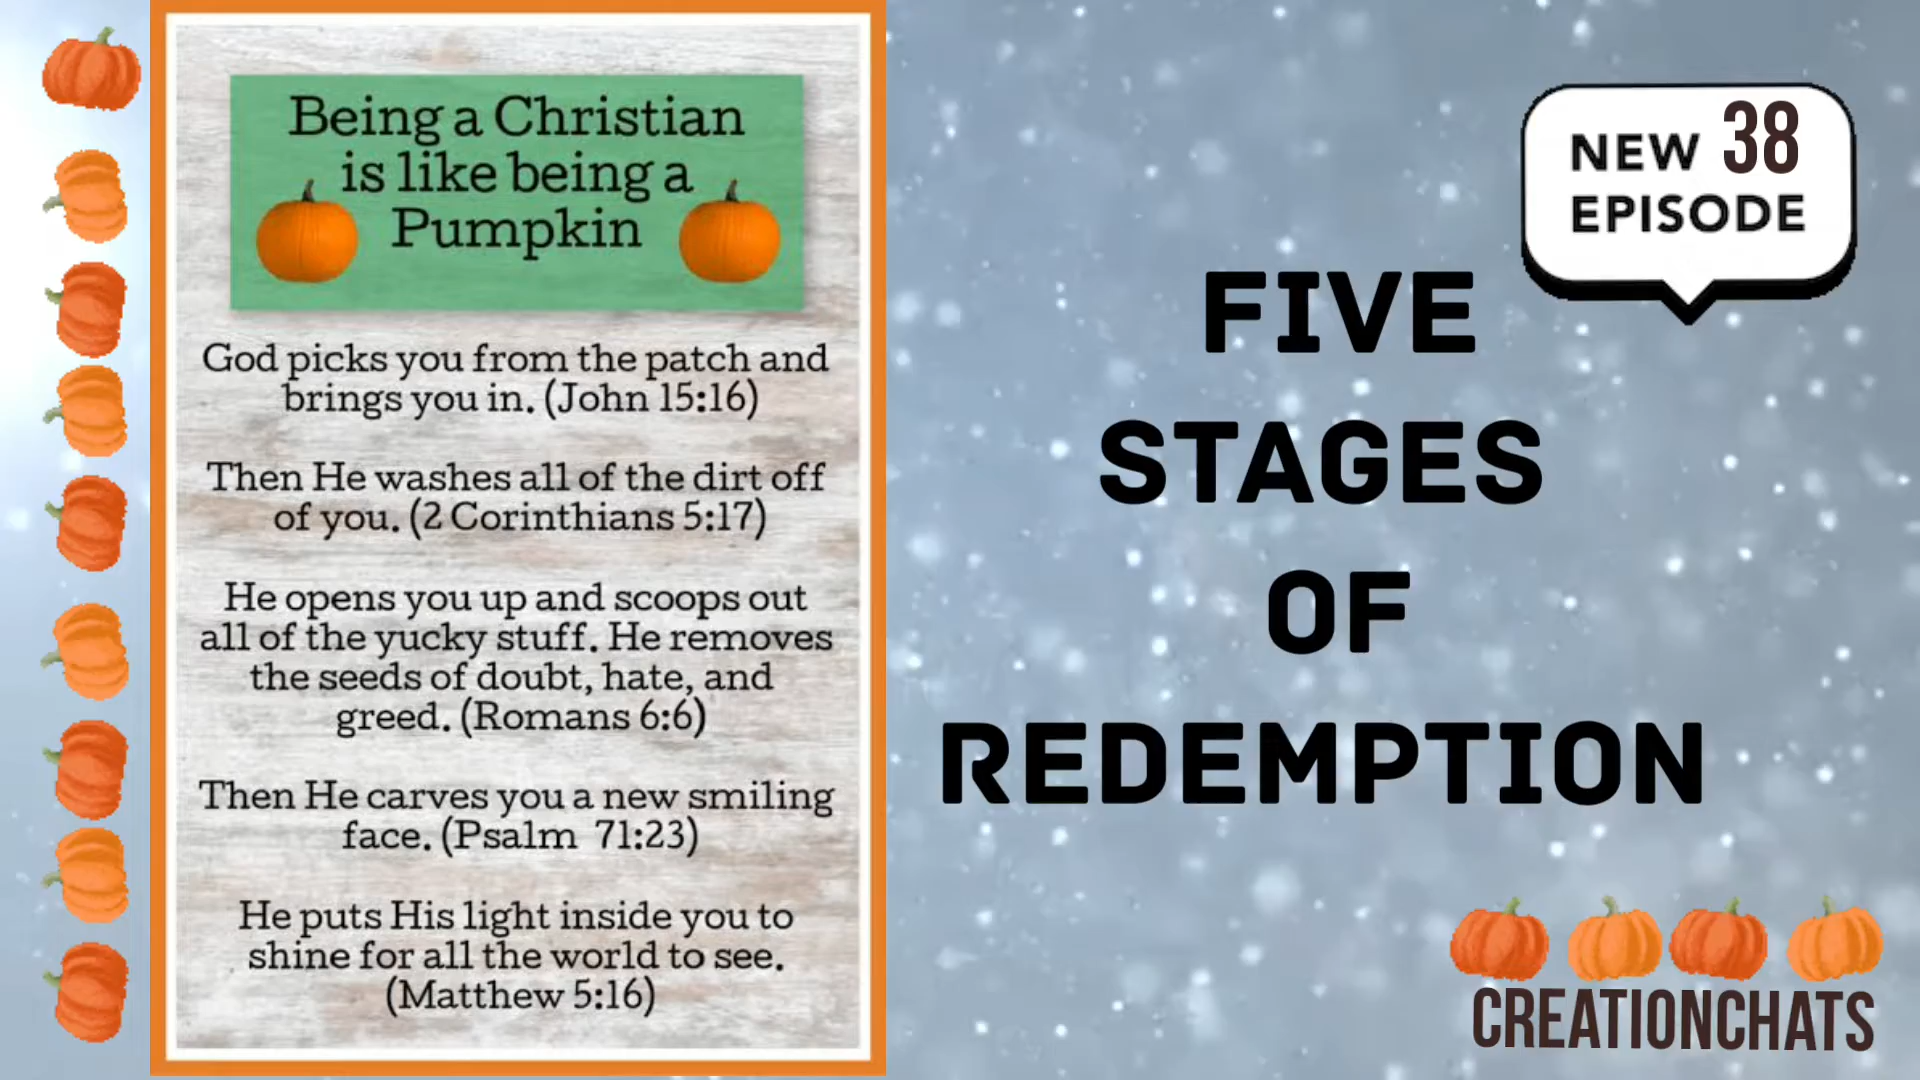 Being a Christian
is like being a
Pumpkin
God picks you from the patch and
brings you in. (John 15:16)
Then He washes all of the dirt off
of you. (2 Corinthians 5:17)
He opens you up and scoops out
all of the yucky stuff. He removes
the seeds of doubt, hate, and
greed. (Romans 6:6)
Then He carves you a new smiling
face. (Psalm  71:23)
He puts His light inside you to
shine for all the world to see.
(Matthew 5:16)
NEW 38
EPISODE
FIVE
STAGES
OF
REDEMPTION
CREATIONCHATS